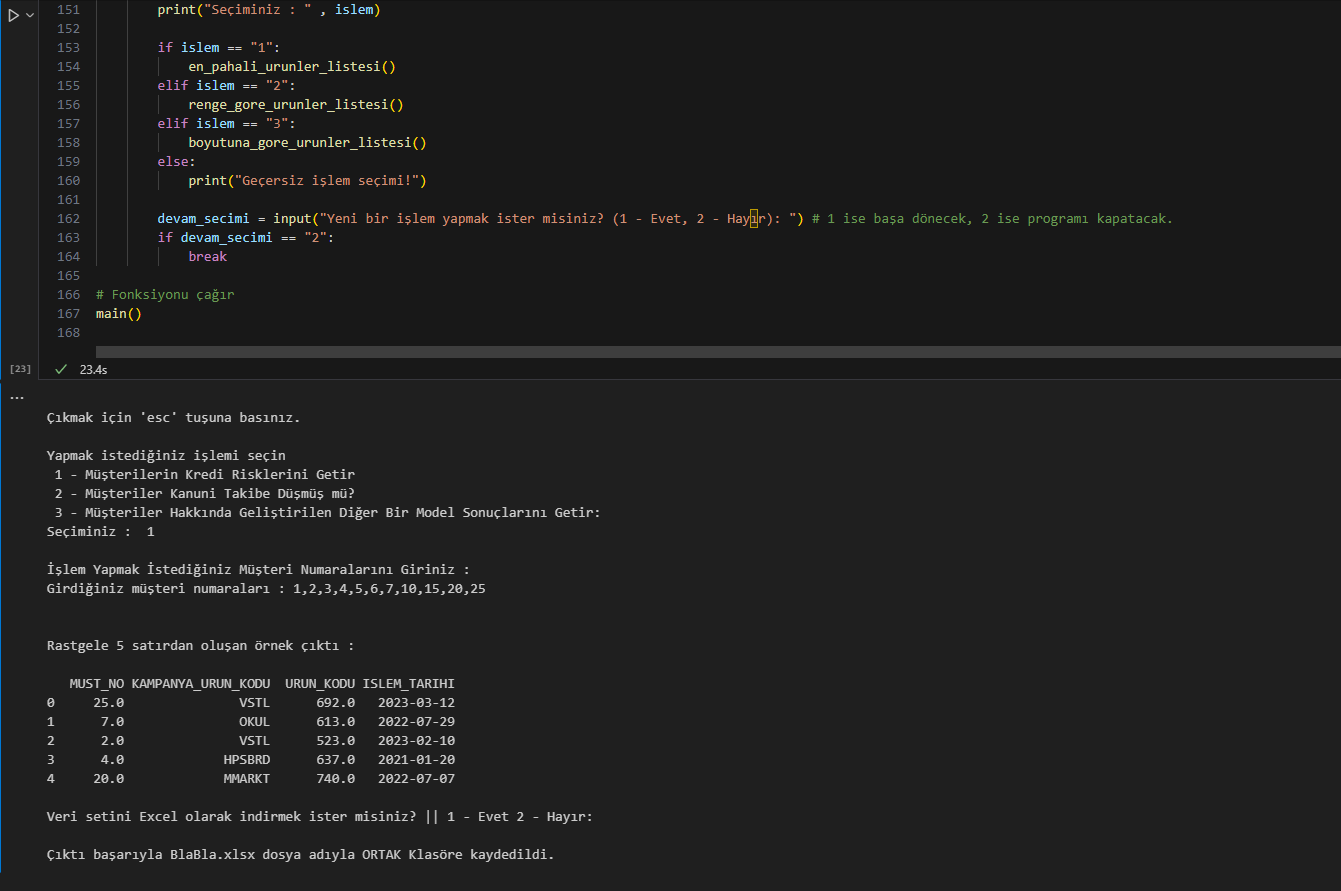 151 print("Seçiminiz : " , islem)
152
153 if islem == "1":
154 en_pahali_urunler_listesi()
155 elif islem == "2":
156 renge_gore_urunler_listesi()
157 elif islem == "3":
158 boyutuna_gore_urunler_listesi()
159 else:
160 print("Geçersiz işlem seçimi!")
161
162 devam_secimi = input("Yeni bir işlem yapmak ister misiniz? (1 - Evet, 2 - Hayır): ") # 1 ise başa dönecek, 2 ise programı kapatacak.
163 if devam_secimi == "2":
164 break
165
166 # Fonksiyonu çağır
167 main()
168
[23] ✓ 23.4s
...
Çıkmak için 'esc' tuşuna basınız.
Yapmak istediğiniz işlemi seçin
1 - Müşterilerin Kredi Risklerini Getir
2 - Müşteriler Kanuni Takibe Düşmüş mü?
3 - Müşteriler Hakkında Geliştirilen Diğer Bir Model Sonuçlarını Getir:
Seçiminiz :  1
İşlem Yapmak İstediğiniz Müşteri Numaralarını Giriniz :
Girdiğiniz müşteri numaraları : 1,2,3,4,5,6,7,10,15,20,25
Rastgele 5 satırdan oluşan örnek çıktı :
MUST_NO KAMPANYA_URUN_KODU URUN_KODU ISLEM_TARIHI
0 25.0 VSTL 692.0 2023-03-12
1 7.0 OKUL 613.0 2022-07-29
2 2.0 VSTL 523.0 2023-02-10
3 4.0 HPSBRD 637.0 2021-01-20
4 20.0 MMARKT 740.0 2022-07-07
Veri setini Excel olarak indirmek ister misiniz? || 1 - Evet 2 - Hayır:
Çıktı başarıyla BlaBla.xlsx dosya adıyla ORTAK Klasöre kaydedildi.